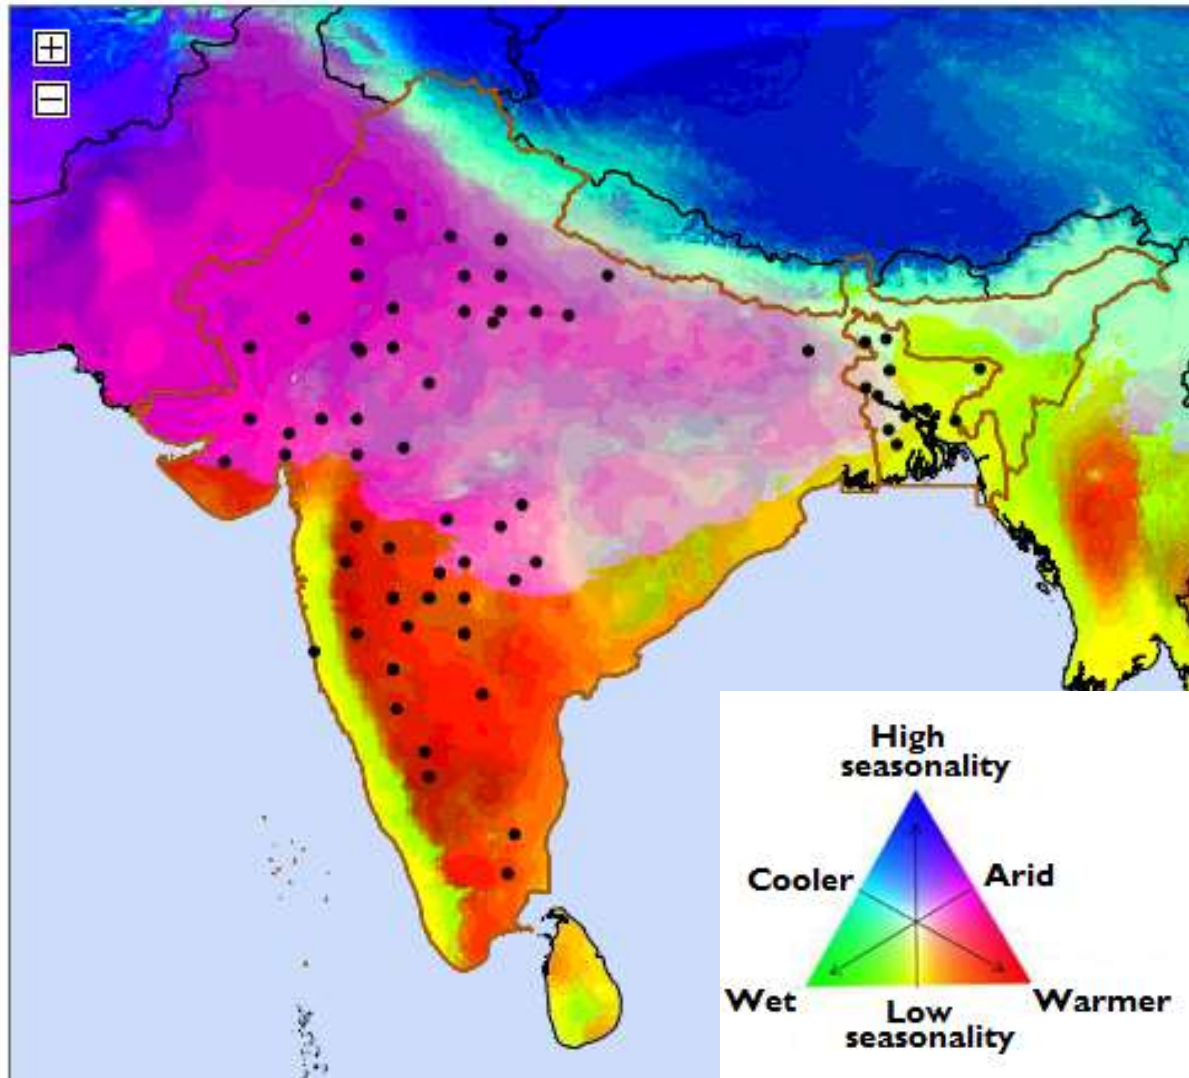 +
−
High
seasonality
Cooler
Arid
Wet
Low
seasonality
Warmer